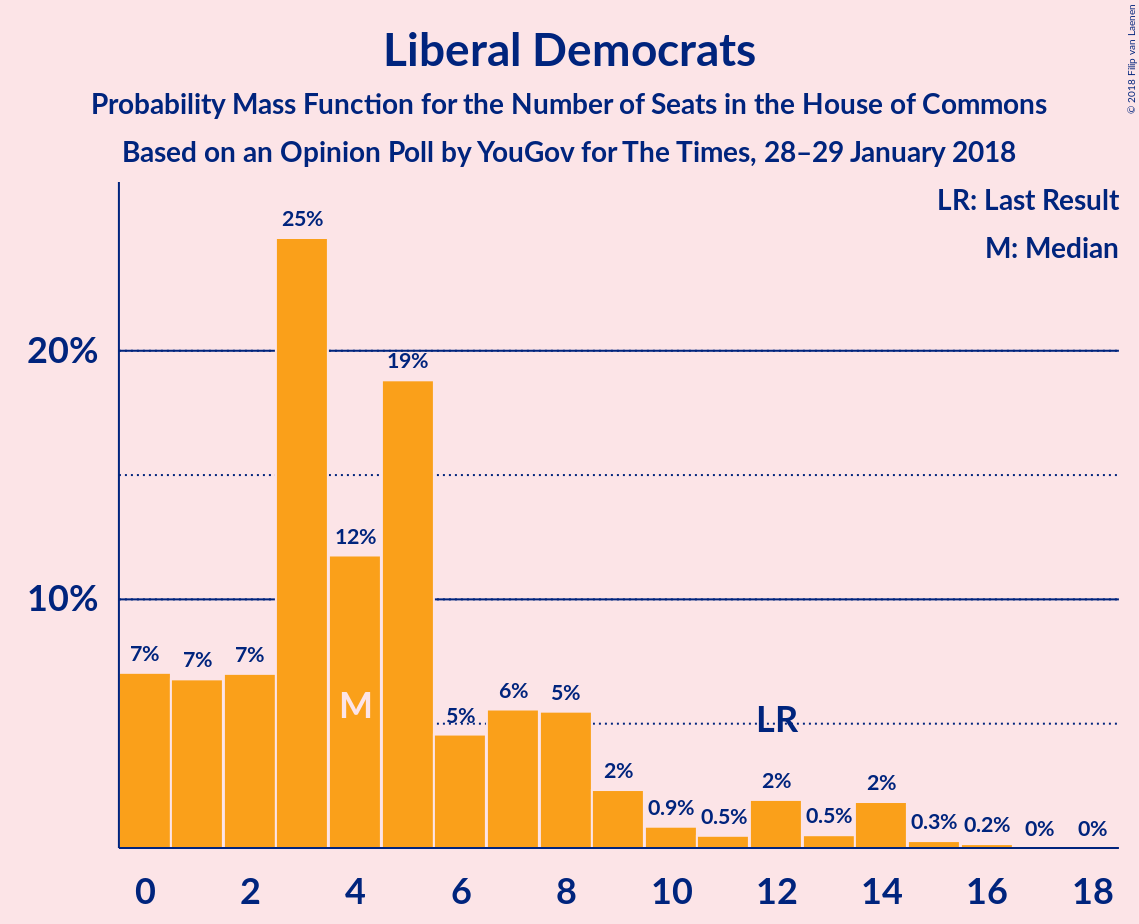 Liberal Democrats
Probability Mass Function for the Number of Seats in the House of Commons
Based on an Opinion Poll by YouGov for The Times, 28–29 January 2018
© 2018 Filip van Laenen
LR: Last Result
M: Median
25%
20%
19%
12%
10%
7%
7%
7%
M
5%
6%
5%
LR
2%
0.9%
0.5%
2%
0.5%
2%
0.3%
0.2%
0%
0%
0 2 4 6 8 10 12 14 16 18